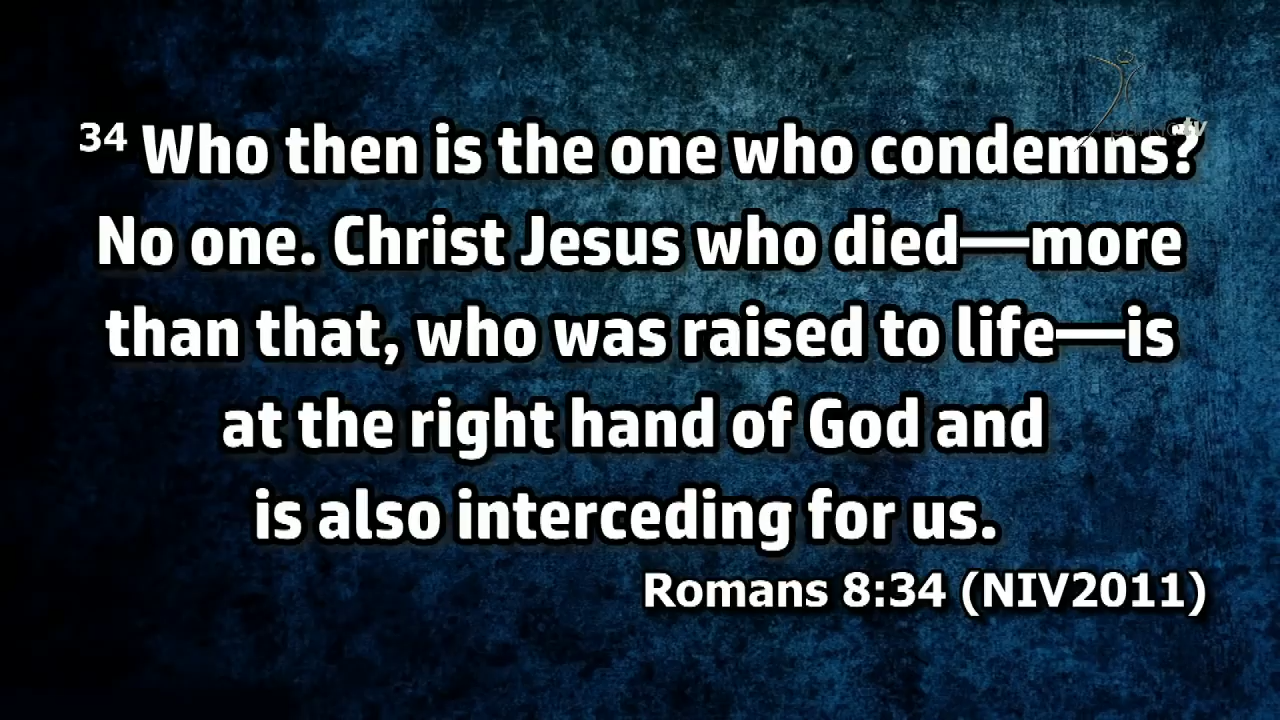 34 Who then is the one who condemns?
No one. Christ Jesus who died—more
than that, who was raised to life—is
at the right hand of God and
is also interceding for us.
Romans 8:34 (NIV2011)